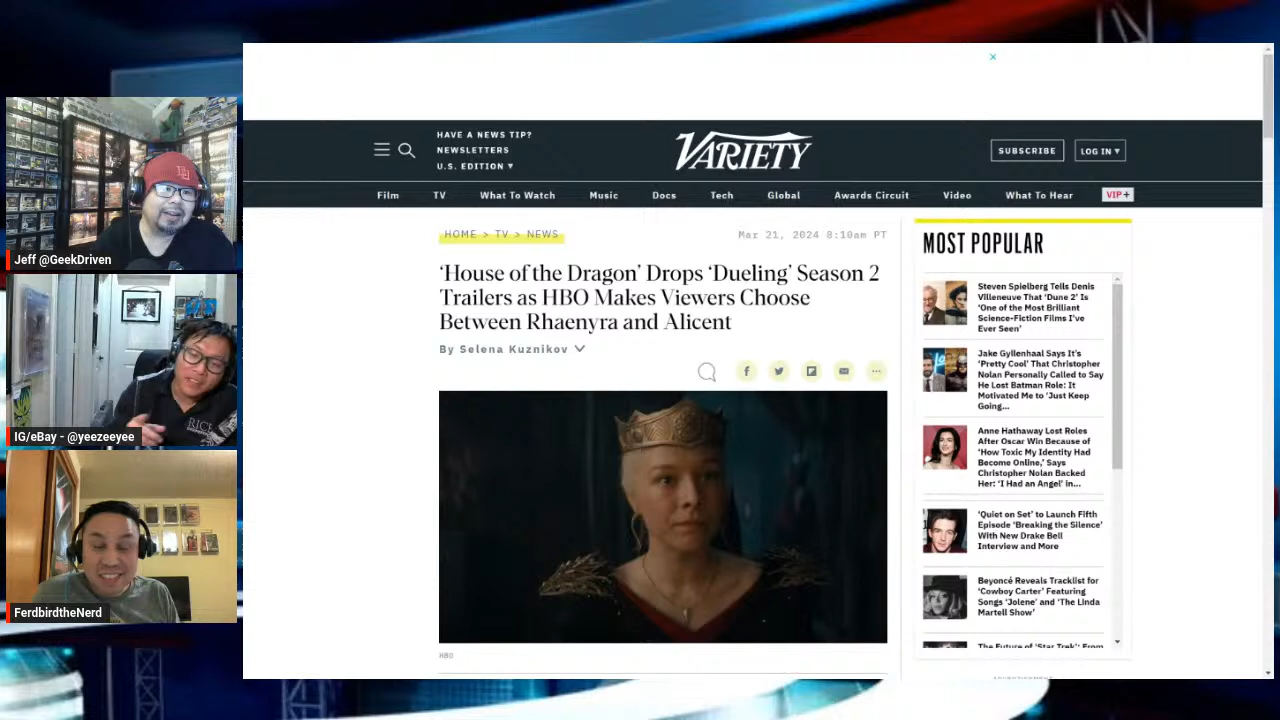 Jeff @GeekDriven
IG/eBay - @yeezeeyee
FerdbirdtheNerd
HAVE A NEWS TIP?
NEWSLETTERS
U.S. EDITION
VARIETY
SUBSCRIBE
LOG IN
Film TV What To Watch Music Docs Tech Global Awards Circuit Video What To Hear VIP+
HOME > TV > NEWS
Mar 21, 2024 8:10am PT
‘House of the Dragon’ Drops ‘Dueling’ Season 2
Trailers as HBO Makes Viewers Choose
Between Rhaenyra and Alicent
By Selena Kuznikov
HBO
MOST POPULAR
Steven Spielberg Tells Denis
Villeneuve That ‘Dune 2’ Is
‘One of the Most Brilliant
Science-Fiction Films I’ve
Ever Seen’
Jake Gyllenhaal Says It’s
‘Pretty Cool’ That Christopher
Nolan Personally Called to Say
He Lost Batman Role: It
Motivated Me to ‘Just Keep
Going...
Anne Hathaway Lost Roles
After Oscar Win Because of
‘How Toxic My Identity Had
Become Online,’ Says
Christopher Nolan Backed
Her: ‘I Had an Angel’ in...
‘Quiet on Set’ to Launch Fifth
Episode ‘Breaking the Silence’
With New Drake Bell
Interview and More
Beyoncé Reveals Tracklist for
‘Cowboy Carter’ Featuring
Songs ‘Jolene’ and ‘The Linda
Martell Show’
The Future of ‘Star Trek’: From